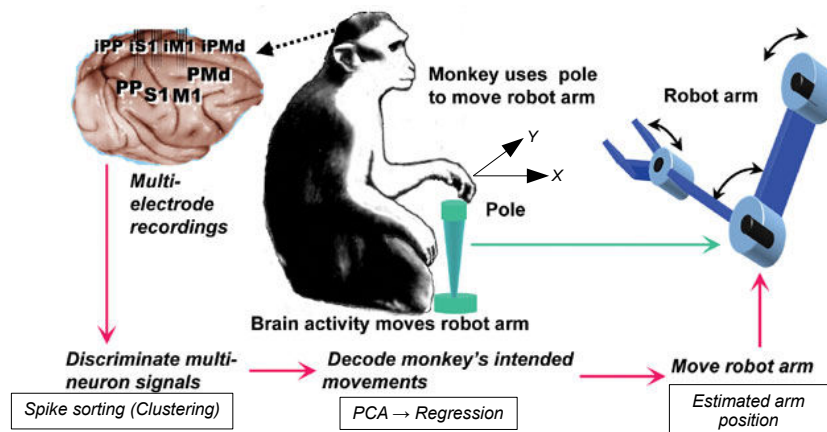 iPP iS1 iM1 iPMd
PMd
PP S1 M1
Multi-
electrode
recordings
Monkey uses pole
to move robot arm
Y
X
Pole
Robot arm
Brain activity moves robot arm
Discriminate multi-
neuron signals
Spike sorting (Clustering)
Decode monkey's intended
movements
PCA → Regression
Move robot arm
Estimated arm
position